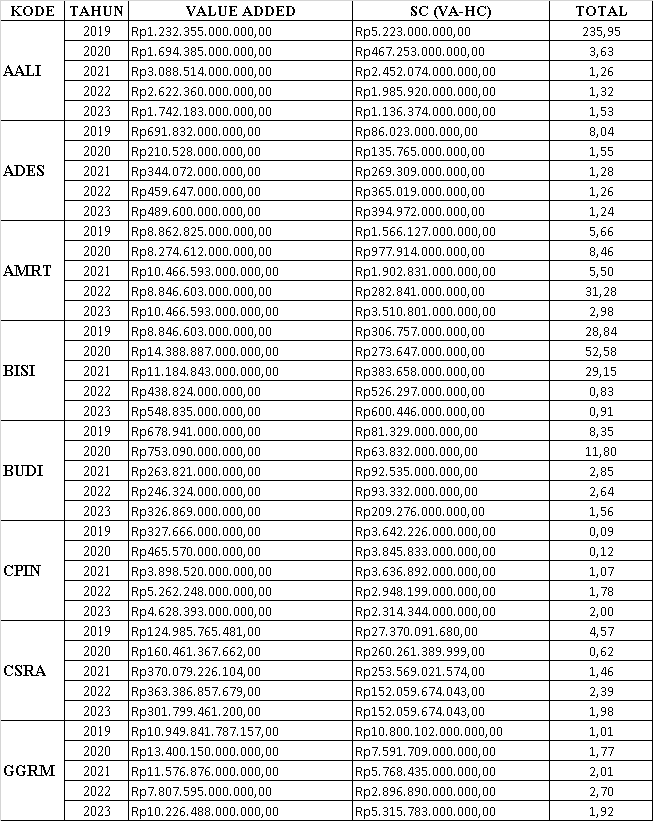 KODE TAHUN VALUE ADDED SC (VA-HC) TOTAL
2019 Rp1.232.355.000.000,00 Rp5.223.000.000,00 235,95
2020 Rp1.694.385.000.000,00 Rp467.253.000.000,00 3,63
AALI 2021 Rp3.088.514.000.000,00 Rp2.452.074.000.000,00 1,26
2022 Rp2.622.360.000.000,00 Rp1.985.920.000.000,00 1,32
2023 Rp1.742.183.000.000,00 Rp1.136.374.000.000,00 1,53
2019 Rp691.832.000.000,00 Rp86.023.000.000,00 8,04
2020 Rp210.528.000.000,00 Rp135.765.000.000,00 1,55
ADES 2021 Rp344.072.000.000,00 Rp269.309.000.000,00 1,28
2022 Rp459.647.000.000,00 Rp365.019.000.000,00 1,26
2023 Rp489.600.000.000,00 Rp394.972.000.000,00 1,24
2019 Rp8.862.825.000.000,00 Rp1.566.127.000.000,00 5,66
2020 Rp8.274.612.000.000,00 Rp977.914.000.000,00 8,46
AMRT 2021 Rp10.466.593.000.000,00 Rp1.902.831.000.000,00 5,50
2022 Rp8.846.603.000.000,00 Rp282.841.000.000,00 31,28
2023 Rp10.466.593.000.000,00 Rp3.510.801.000.000,00 2,98
2019 Rp8.846.603.000.000,00 Rp306.757.000.000,00 28,84
2020 Rp14.388.887.000.000,00 Rp273.647.000.000,00 52,58
BISI 2021 Rp11.184.843.000.000,00 Rp383.658.000.000,00 29,15
2022 Rp438.824.000.000,00 Rp526.297.000.000,00 0,83
2023 Rp548.835.000.000,00 Rp600.446.000.000,00 0,91
2019 Rp678.941.000.000,00 Rp81.329.000.000,00 8,35
2020 Rp753.090.000.000,00 Rp63.832.000.000,00 11,80
BUDI 2021 Rp263.821.000.000,00 Rp92.535.000.000,00 2,85
2022 Rp246.324.000.000,00 Rp93.332.000.000,00 2,64
2023 Rp326.869.000.000,00 Rp209.276.000.000,00 1,56
2019 Rp327.666.000.000,00 Rp3.642.226.000.000,00 0,09
2020 Rp465.570.000.000,00 Rp3.845.833.000.000,00 0,12
CPIN 2021 Rp3.898.520.000.000,00 Rp3.636.892.000.000,00 1,07
2022 Rp5.262.248.000.000,00 Rp2.948.199.000.000,00 1,78
2023 Rp4.628.393.000.000,00 Rp2.314.344.000.000,00 2,00
2019 Rp124.985.765.481,00 Rp27.370.091.680,00 4,57
2020 Rp160.461.367.662,00 Rp260.261.389.999,00 0,62
CSRA 2021 Rp370.079.226.104,00 Rp253.569.021.574,00 1,46
2022 Rp363.386.857.679,00 Rp152.059.674.043,00 2,39
2023 Rp301.799.461.200,00 Rp152.059.674.043,00 1,98
2019 Rp10.949.841.787.157,00 Rp10.800.102.000.000,00 1,01
2020 Rp13.400.150.000.000,00 Rp7.591.709.000.000,00 1,77
GGRM 2021 Rp11.576.876.000.000,00 Rp5.768.435.000.000,00 2,01
2022 Rp7.807.595.000.000,00 Rp2.896.890.000.000,00 2,70
2023 Rp10.226.488.000.000,00 Rp5.315.783.000.000,00 1,92